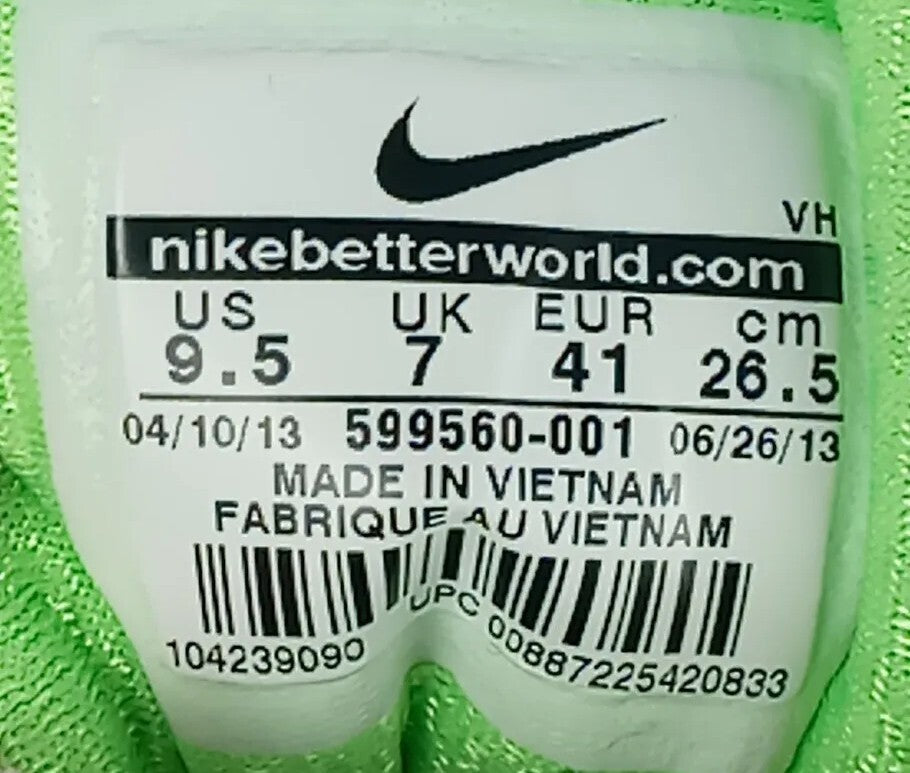 VH
nikebetterworld.com
US UK EUR cm
9.5 7 41 26.5
04/10/13 599560-001 06/26/13
MADE IN VIETNAM
FABRIQUE AU VIETNAM
UPC
104239090 00887225420833